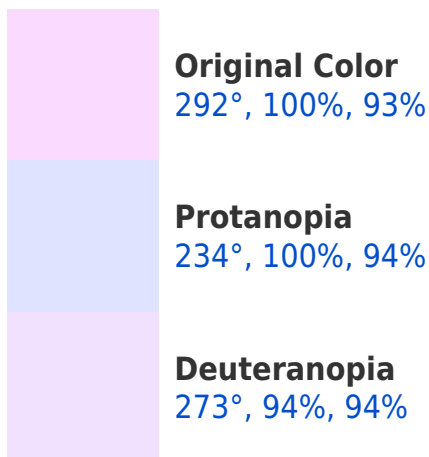 Original Color
292°, 100%, 93%
Protanopia
234°, 100%, 94%
Deuteranopia
273°, 94%, 94%